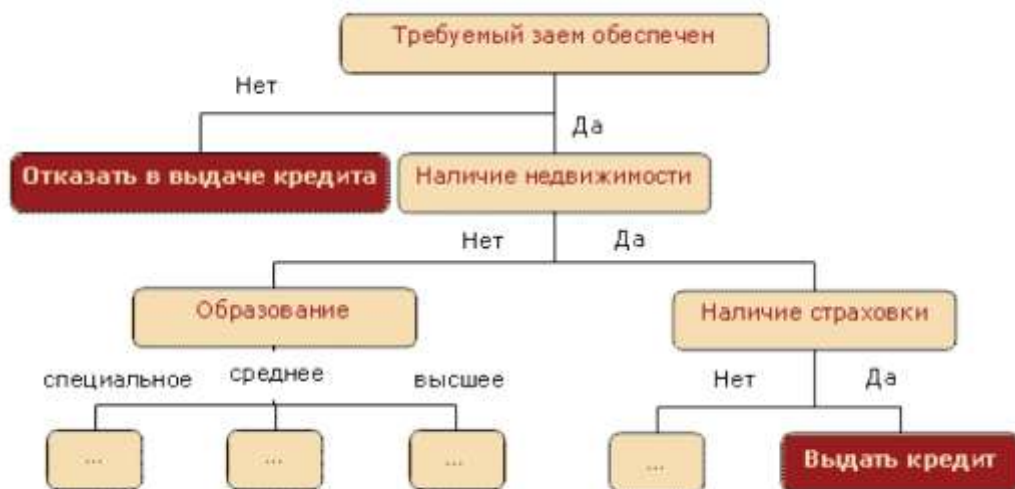 Требуемый заем обеспечен
Нет
Да
Отказать в выдаче кредита
Наличие недвижимости
Нет
Да
Образование
Наличие страховки
специальное
среднее
высшее
Нет
Да
...
...
...
...
Выдать кредит